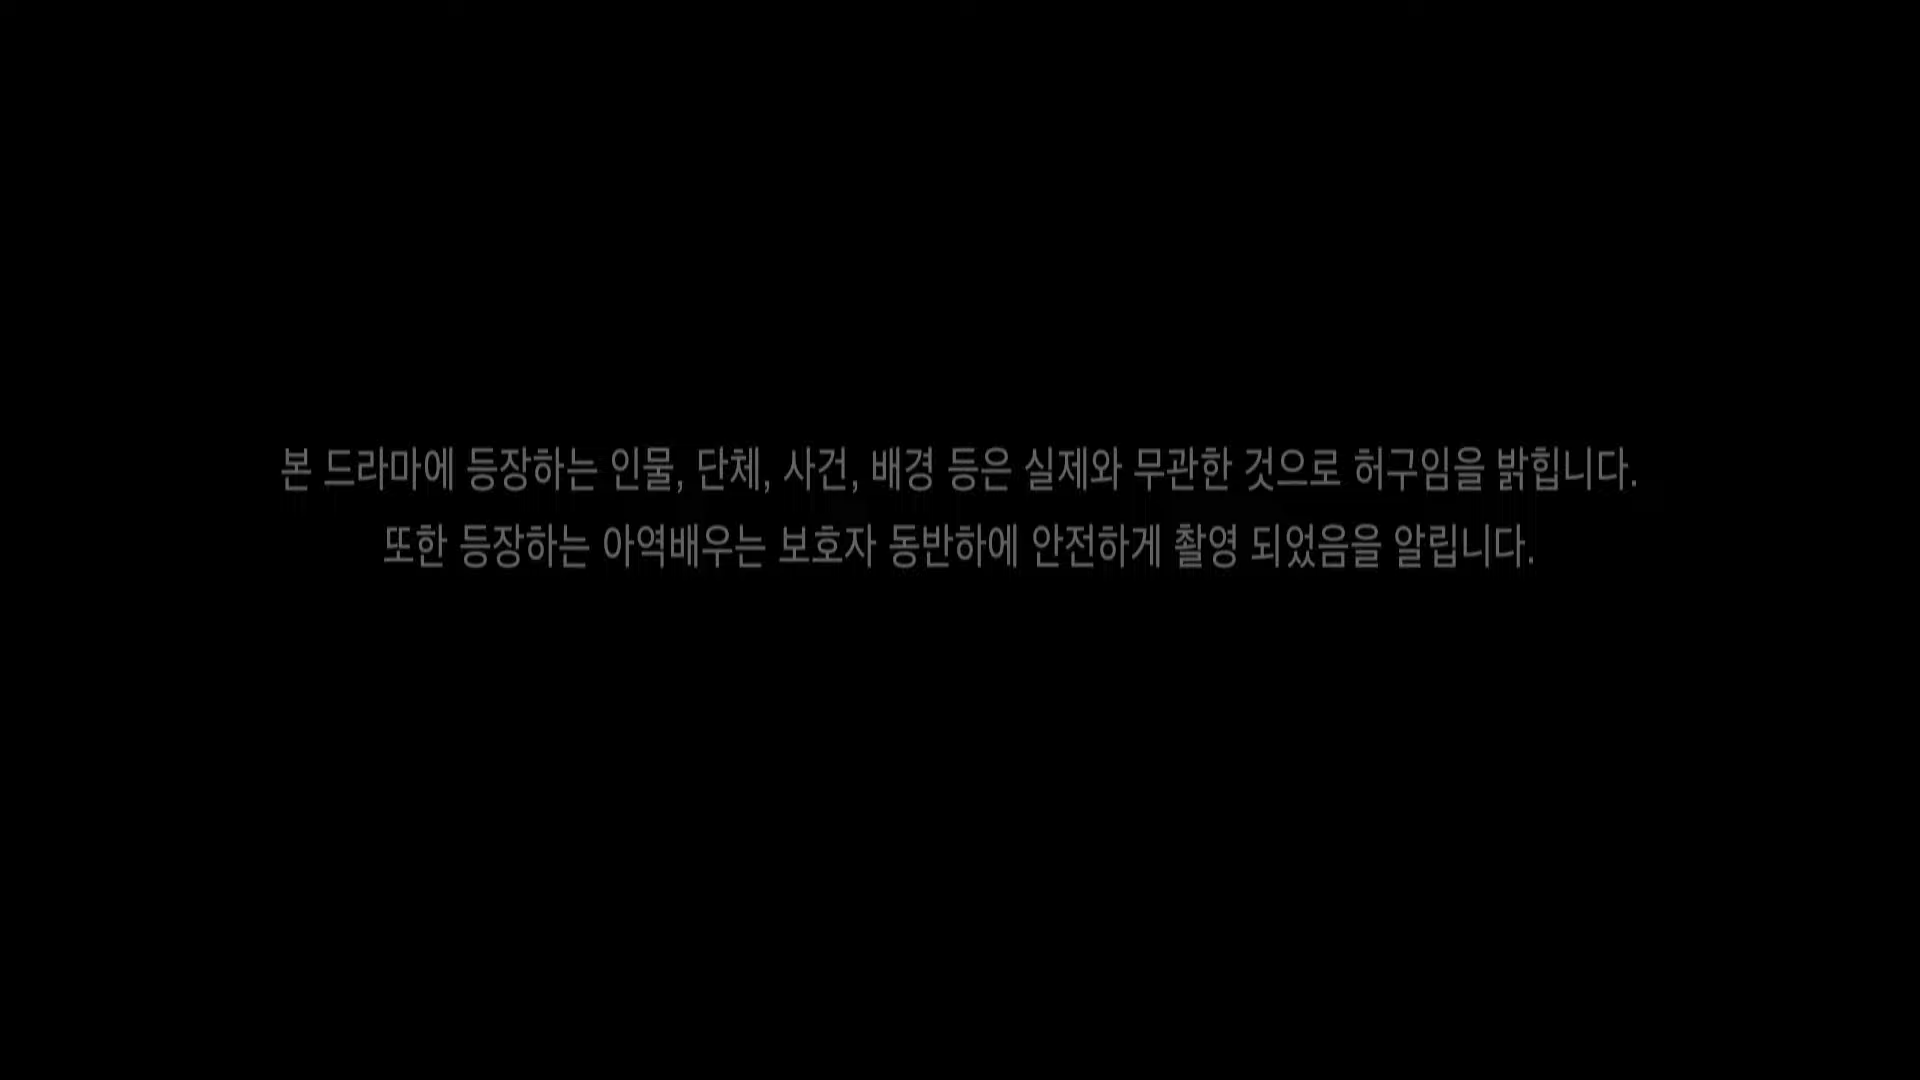 본 드라마에 등장하는 인물, 단체, 사건, 배경 등은 실제와 무관한 것으로 허구임을 밝힙니다.
또한 등장하는 아역배우는 보호자 동반하에 안전하게 촬영 되었음을 알립니다.